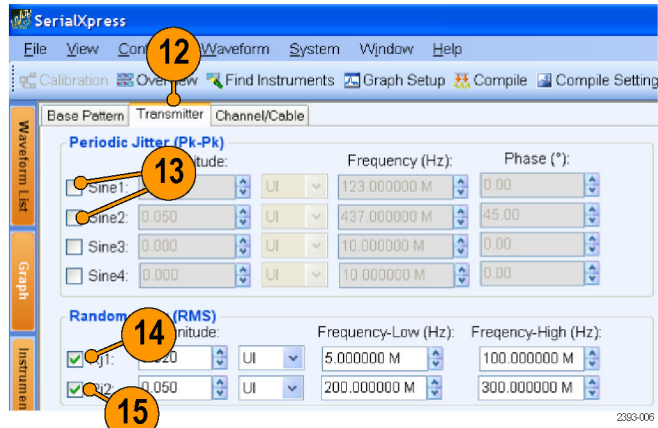 SerialXpress
File View Waveform System Window Help
12
Calibration Find Instruments Graph Setup Compile Compile Setting
Base Pattern Transmitter Channel/Cable
Waveform List
Periodic Jitter (Pk-Pk)
Frequency (Hz): Phase (°):
13
Sine1: UI 123.000000 M 0.00
Sine2: 0.050 UI 437.000000 M 45.00
Sine3: 0.000 UI 10.000000 M 0.00
Sine4: 0.000 UI 10.000000 M 0.00
Graph
Random (RMS)
14
Frequency-Low (Hz): Freqency-High (Hz):
UI 5.000000 M 100.000000 M
0.050 UI 200.000000 M 300.000000 M
15
2393-006